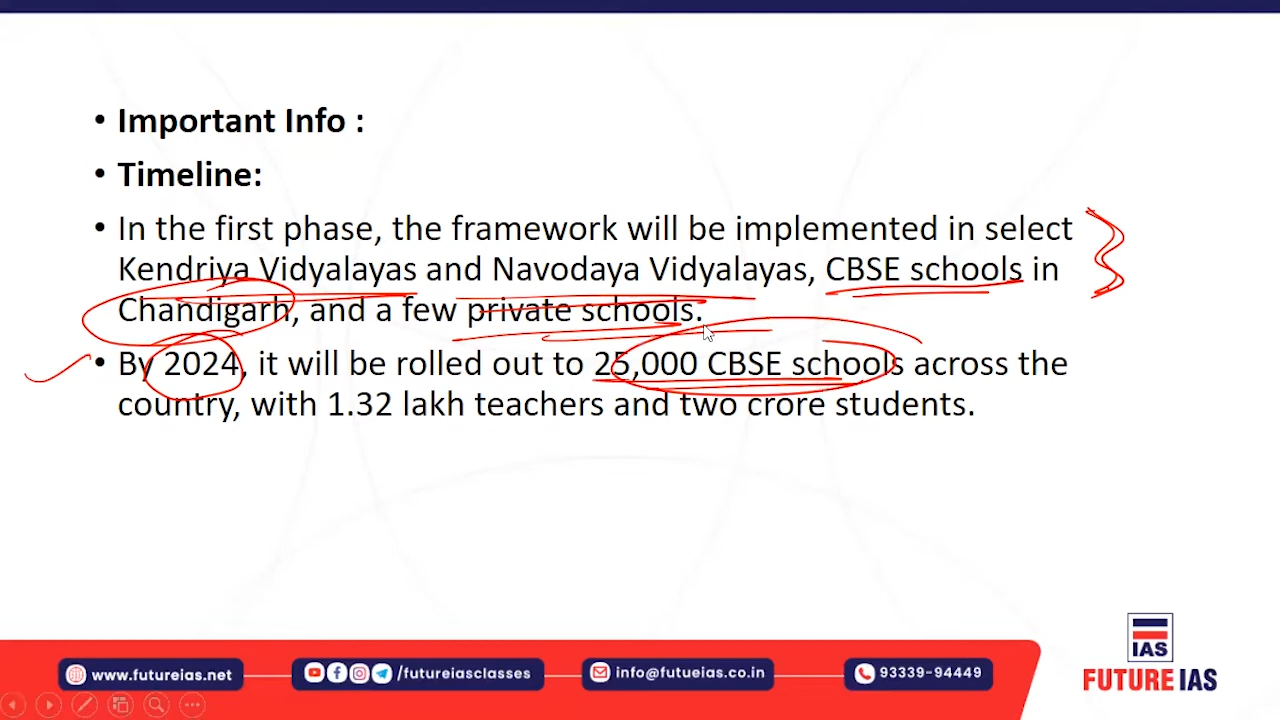 • Important Info :
• Timeline:
• In the first phase, the framework will be implemented in select
Kendriya Vidyalayas and Navodaya Vidyalayas, CBSE schools in
Chandigarh, and a few private schools.
• By 2024, it will be rolled out to 25,000 CBSE schools across the
country, with 1.32 lakh teachers and two crore students.
IAS
www.futureias.net
/futureiasclasses
info@futueias.co.in
93339-94449
FUTURE IAS